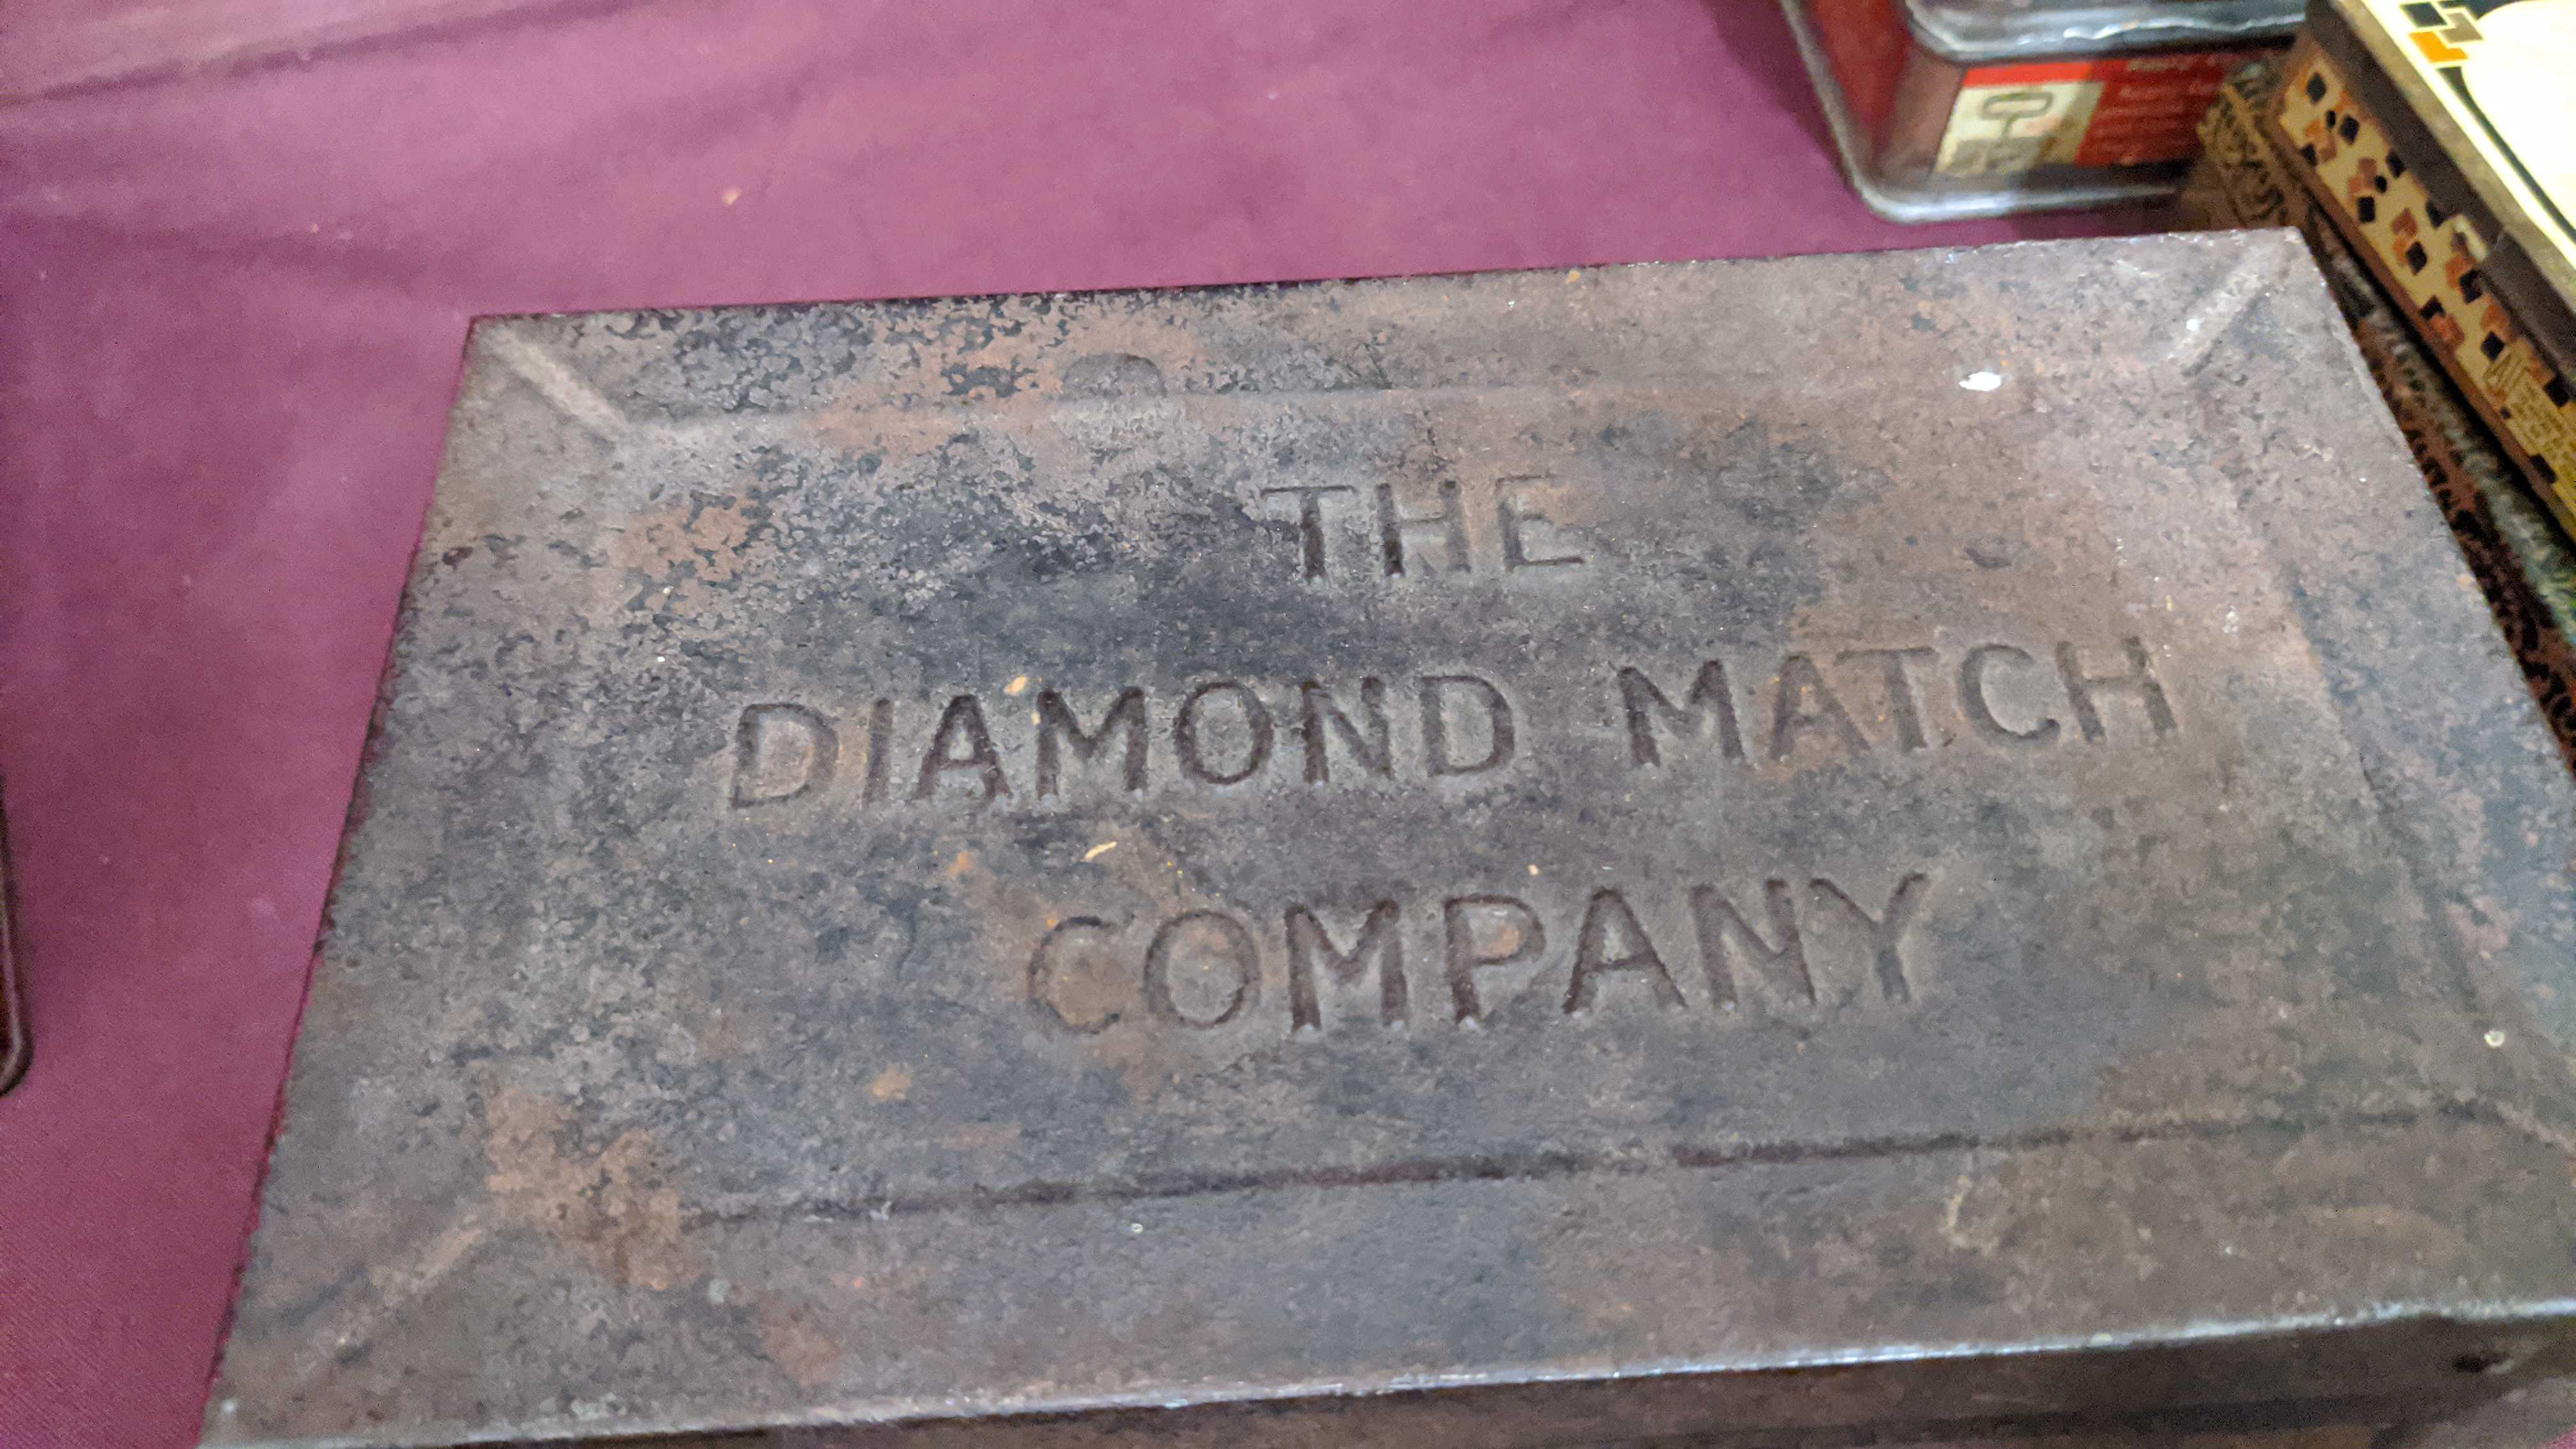 THE
DIAMOND MATCH
COMPANY